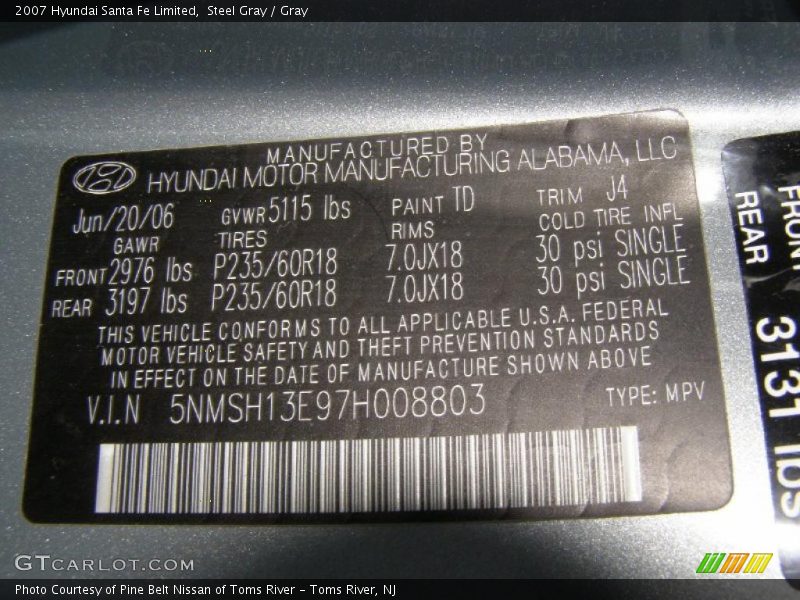 2007 Hyundai Santa Fe Limited,  Steel Gray / Gray
MANUFACTURED BY
HYUNDAI MOTOR MANUFACTURING ALABAMA, LLC
Jun/20/06 GVWR 5115 lbs PAINT TD TRIM J4
GAWR TIRES RIMS COLD TIRE INFL
FRONT 2976 lbs P235/60R18 7.0JX18 30 psi SINGLE
REAR 3197 lbs P235/60R18 7.0JX18 30 psi SINGLE
THIS VEHICLE CONFORMS TO ALL APPLICABLE U.S.A. FEDERAL
MOTOR VEHICLE SAFETY AND THEFT PREVENTION STANDARDS
IN EFFECT ON THE DATE OF MANUFACTURE SHOWN ABOVE
V.I.N 5NMSH13E97H008803 TYPE: MPV
FRONT
REAR 3131 lbs
GTCARLOT.COM
Photo Courtesy of Pine Belt Nissan of Toms River – Toms River, NJ